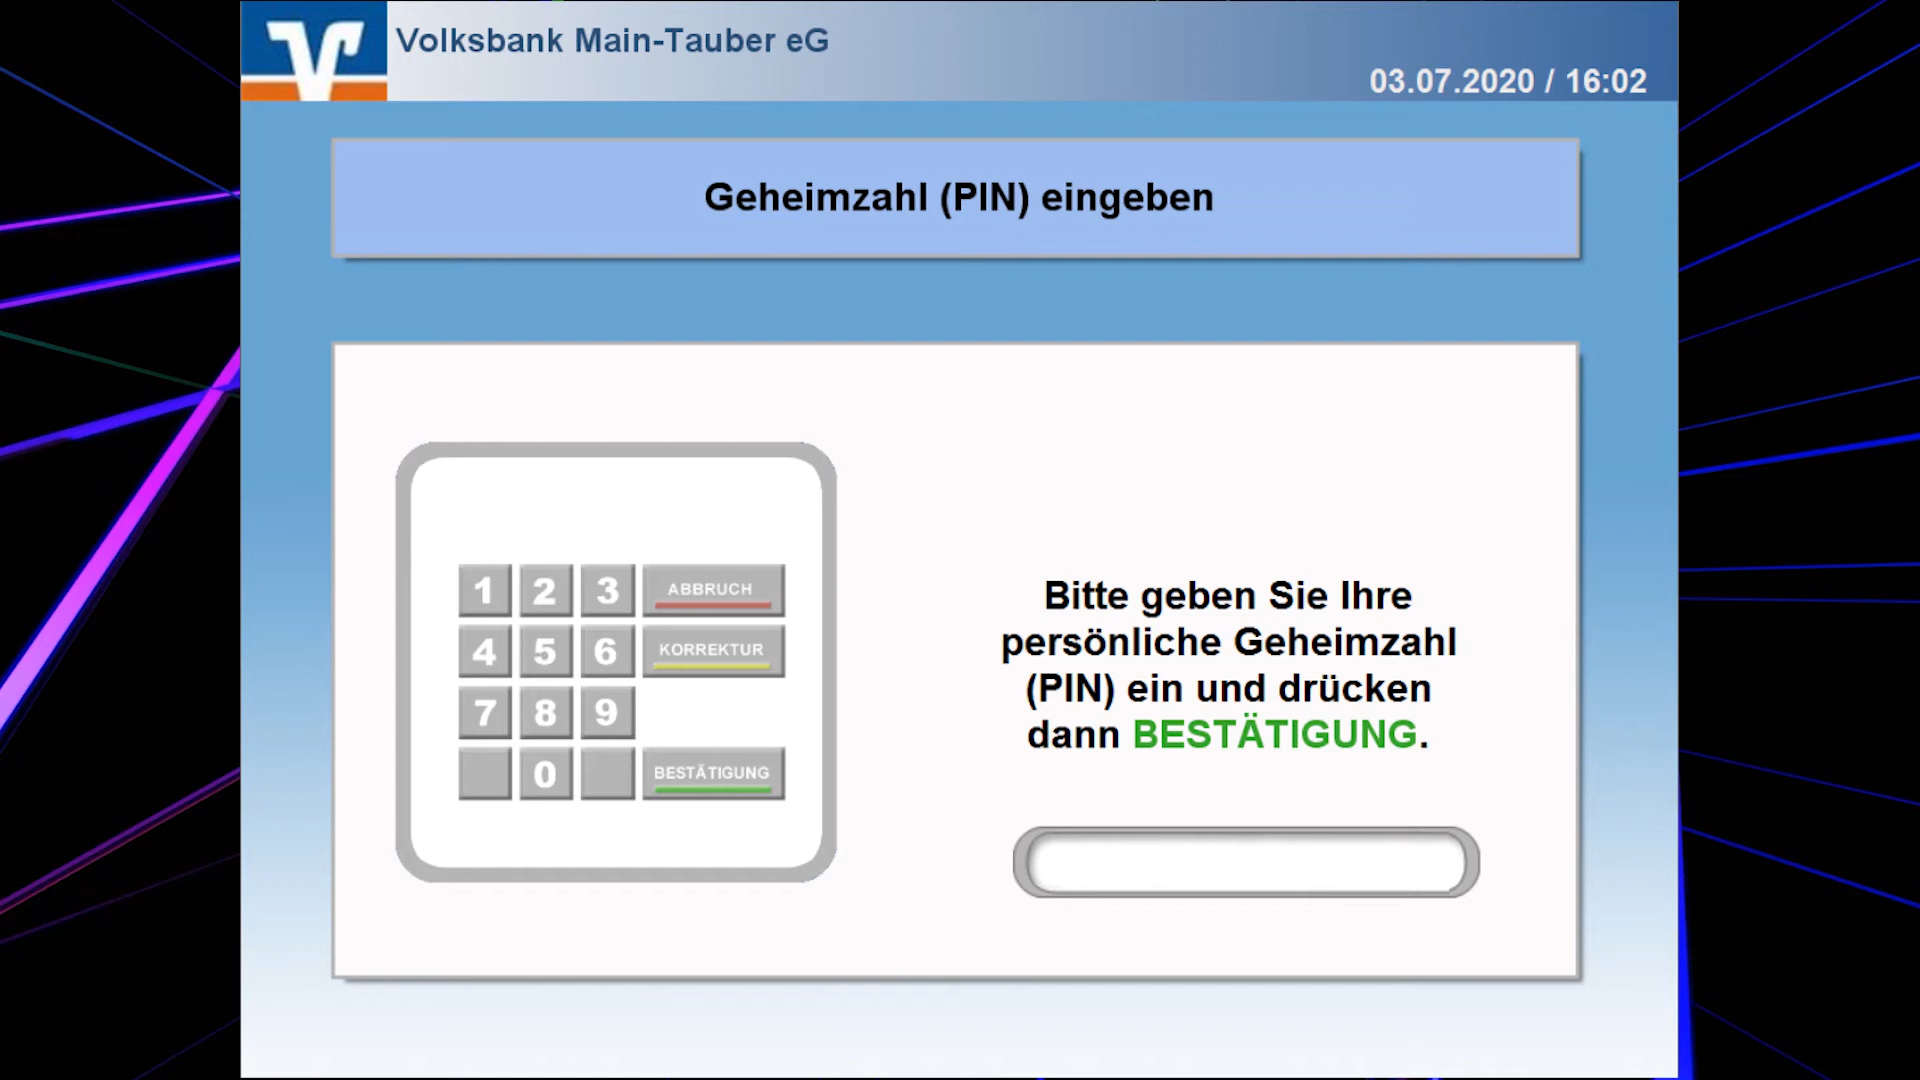 Volksbank Main-Tauber eG
03.07.2020 / 16:02
Geheimzahl (PIN) eingeben
1 2 3 ABBRUCH
4 5 6 KORREKTUR
7 8 9
0 BESTÄTIGUNG
Bitte geben Sie Ihre
persönliche Geheimzahl
(PIN) ein und drücken
dann BESTÄTIGUNG.